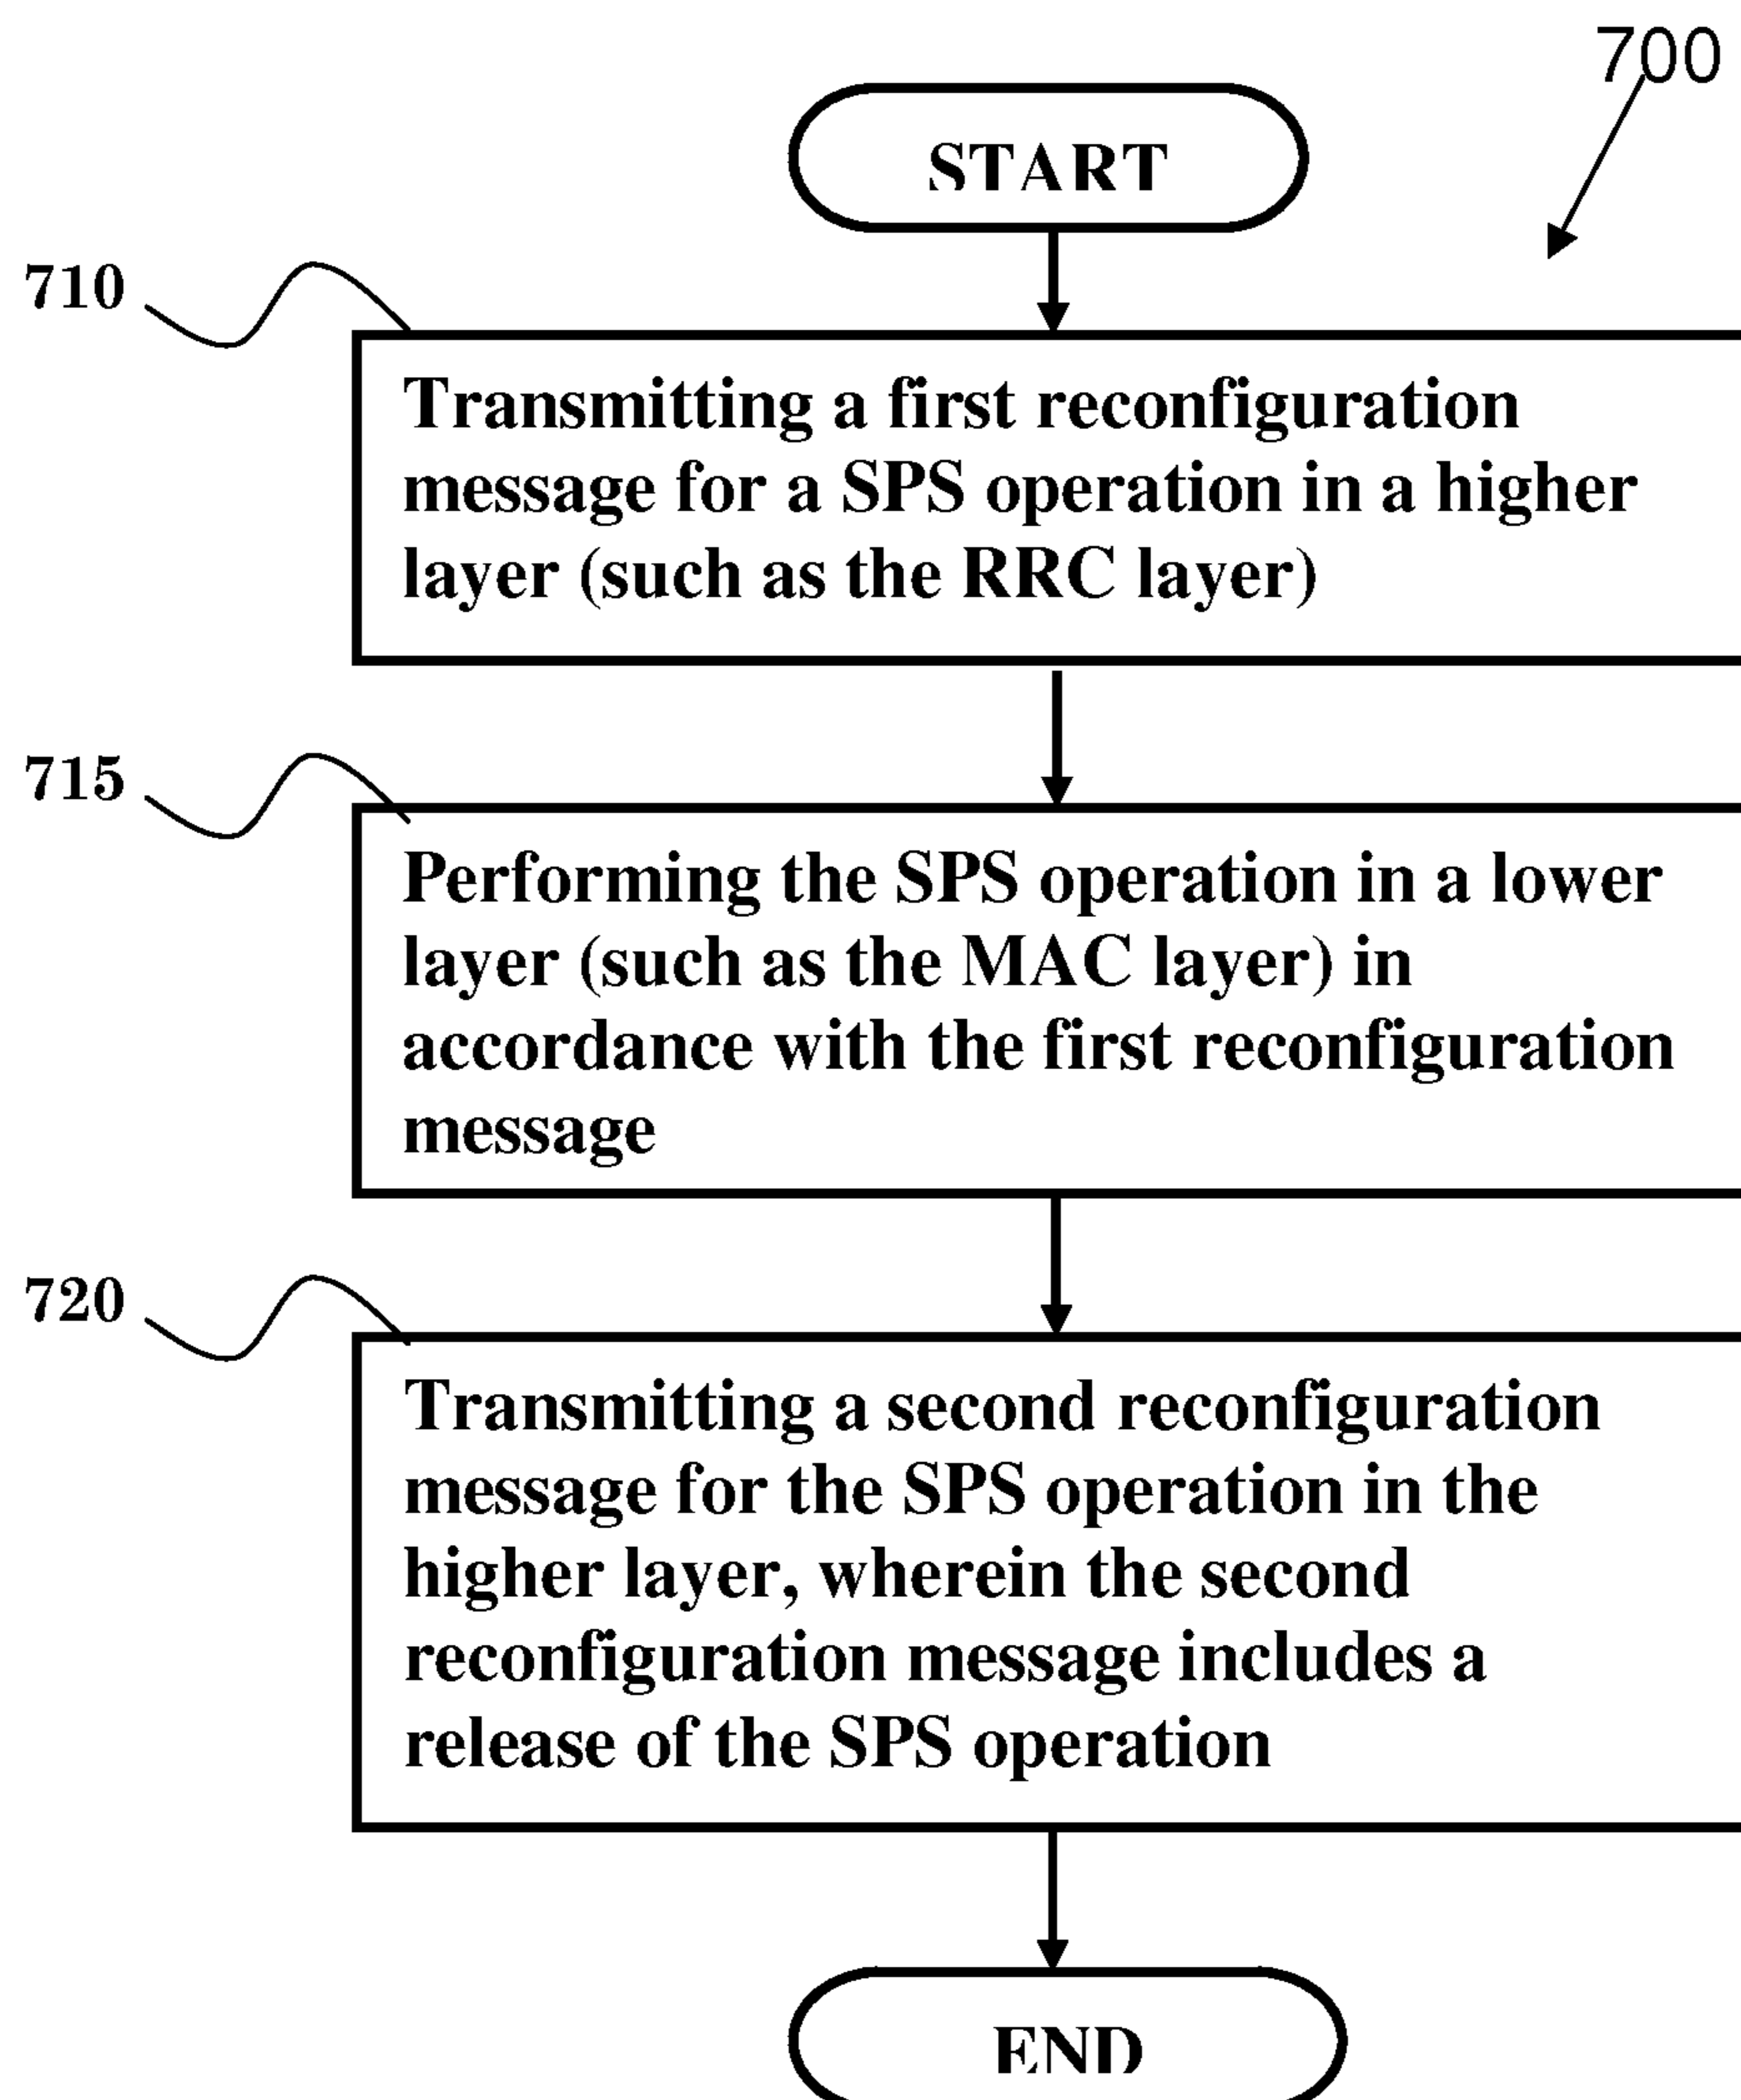 700
START
710
Transmitting a first reconfiguration
message for a SPS operation in a higher
layer (such as the RRC layer)
715
Performing the SPS operation in a lower
layer (such as the MAC layer) in
accordance with the first reconfiguration
message
720
Transmitting a second reconfiguration
message for the SPS operation in the
higher layer, wherein the second
reconfiguration message includes a
release of the SPS operation
END